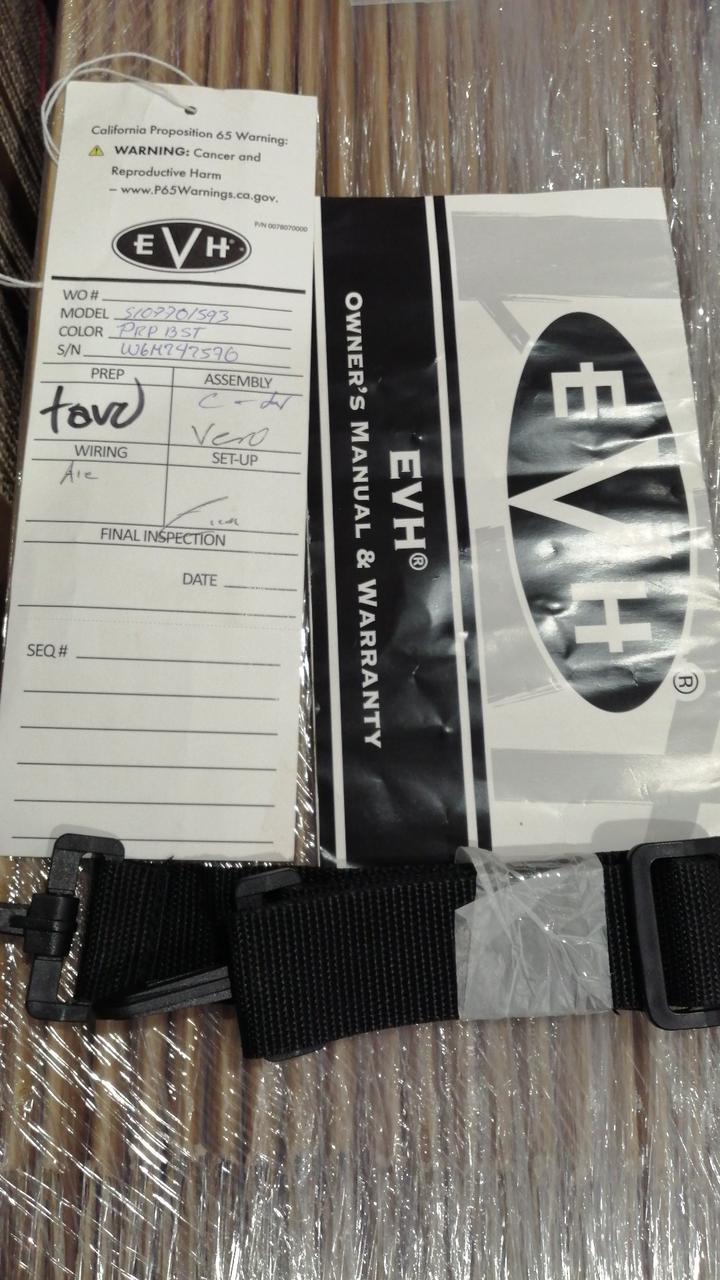 California Proposition 65 Warning:
WARNING: Cancer and
Reproductive Harm
– www.P65Warnings.ca.gov.
P/N 0078070000
EVH®
WO #
MODEL 5107701593
COLOR PRP BST
S/N
PREP
ASSEMBLY
Vero
WIRING
SET-UP
FINAL INSPECTION
DATE
SEQ #
EVH®
OWNER'S MANUAL & WARRANTY
EVH®